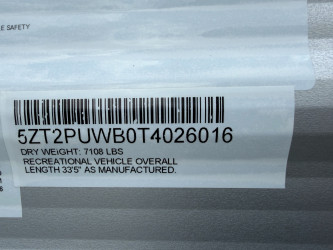 SAFETY
5ZT2PUWB0T4026016
DRY WEIGHT: 7108 LBS
RECREATIONAL VEHICLE OVERALL
LENGTH 33'5" AS MANUFACTURED.